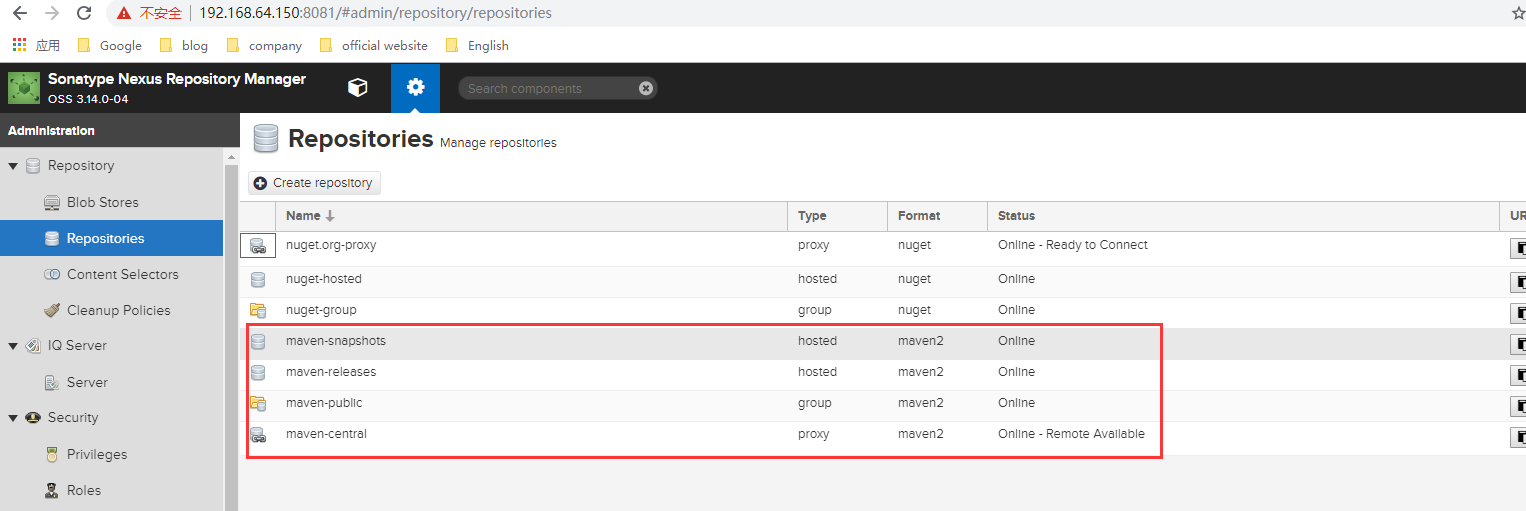 不安全 192.168.64.150:8081/#admin/repository/repositories
应用 Google blog company official website English
Sonatype Nexus Repository Manager
OSS 3.14.0-04
Search components
Administration
Repository
Blob Stores
Repositories
Content Selectors
Cleanup Policies
IQ Server
Server
Security
Privileges
Roles
Repositories Manage repositories
Create repository
Name Type Format Status UR
nuget.org-proxy proxy nuget Online - Ready to Connect
nuget-hosted hosted nuget Online
nuget-group group nuget Online
maven-snapshots hosted maven2 Online
maven-releases hosted maven2 Online
maven-public group maven2 Online
maven-central proxy maven2 Online - Remote Available